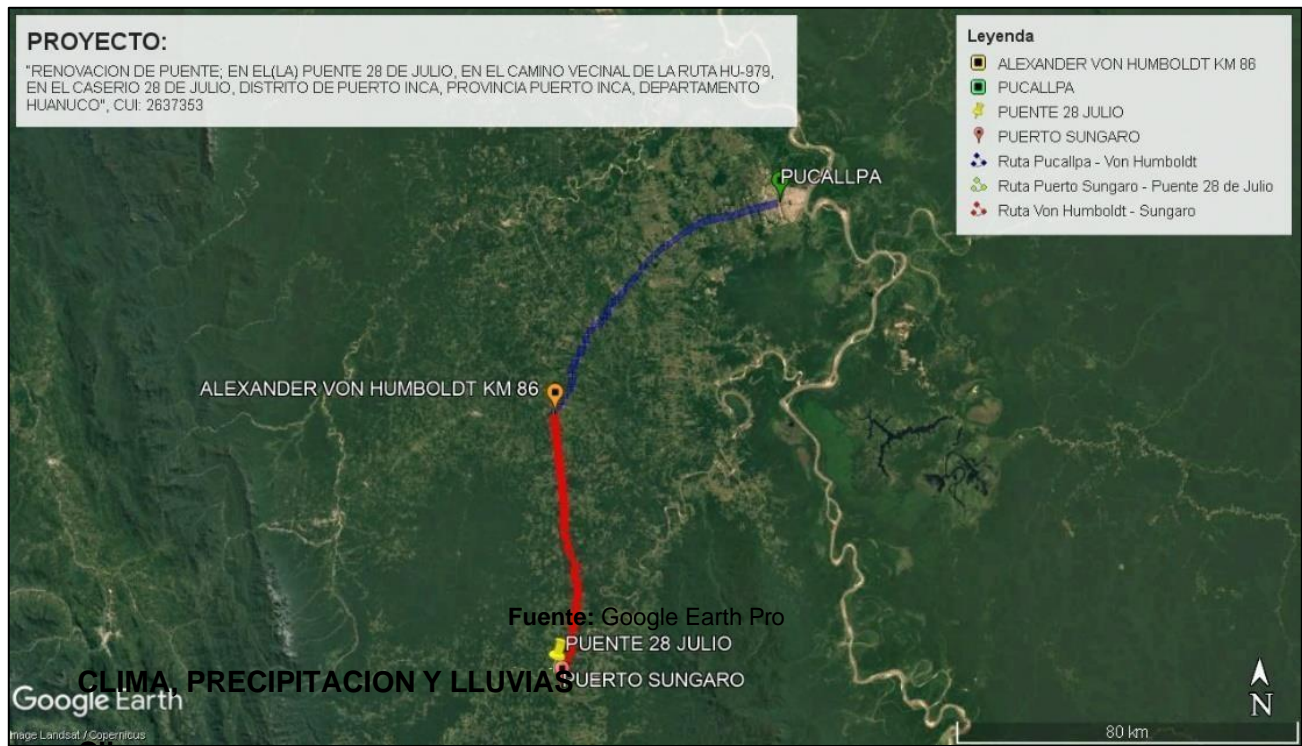 PROYECTO:
"RENOVACION DE PUENTE; EN EL(LA) PUENTE 28 DE JULIO, EN EL CAMINO VECINAL DE LA RUTA HU-979,
EN EL CASERIO 28 DE JULIO, DISTRITO DE PUERTO INCA, PROVINCIA PUERTO INCA, DEPARTAMENTO
HUANUCO", CUI: 2637353
Leyenda
ALEXANDER VON HUMBOLDT KM 86
PUCALLPA
PUENTE 28 JULIO
PUERTO SUNGARO
Ruta Pucallpa - Von Humboldt
Ruta Puerto Sungaro - Puente 28 de Julio
Ruta Von Humboldt - Sungaro
PUCALLPA
ALEXANDER VON HUMBOLDT KM 86
Fuente: Google Earth Pro
PUENTE 28 JULIO
PUERTO SUNGARO
CLIMA, PRECIPITACION Y LLUVIAS
Google Earth
Image Landsat / Copernicus
N
80 km